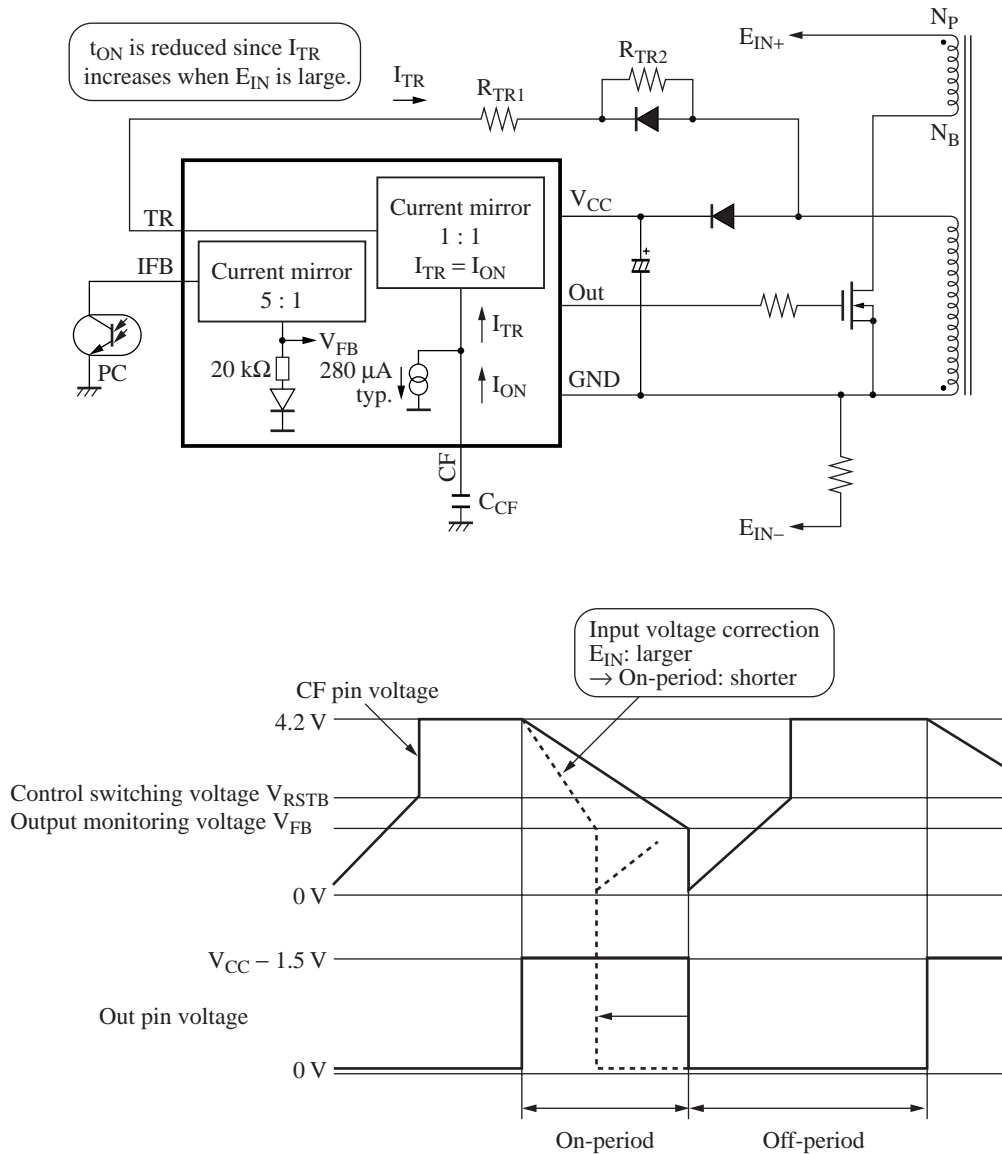 t_ON is reduced since I_TR
increases when E_IN is large.
I_TR
R_TR1
R_TR2
E_IN+
N_P
N_B
TR
IFB
PC
Current mirror
5 : 1
V_FB
20 kΩ
Current mirror
1 : 1
I_TR = I_ON
I_TR
280 μA
typ.
I_ON
V_CC
+
Out
GND
CF
C_CF
E_IN−
Input voltage correction
E_IN: larger
→ On-period: shorter
CF pin voltage
4.2 V
Control switching voltage V_RSTB
Output monitoring voltage V_FB
0 V
V_CC − 1.5 V
Out pin voltage
0 V
On-period
Off-period